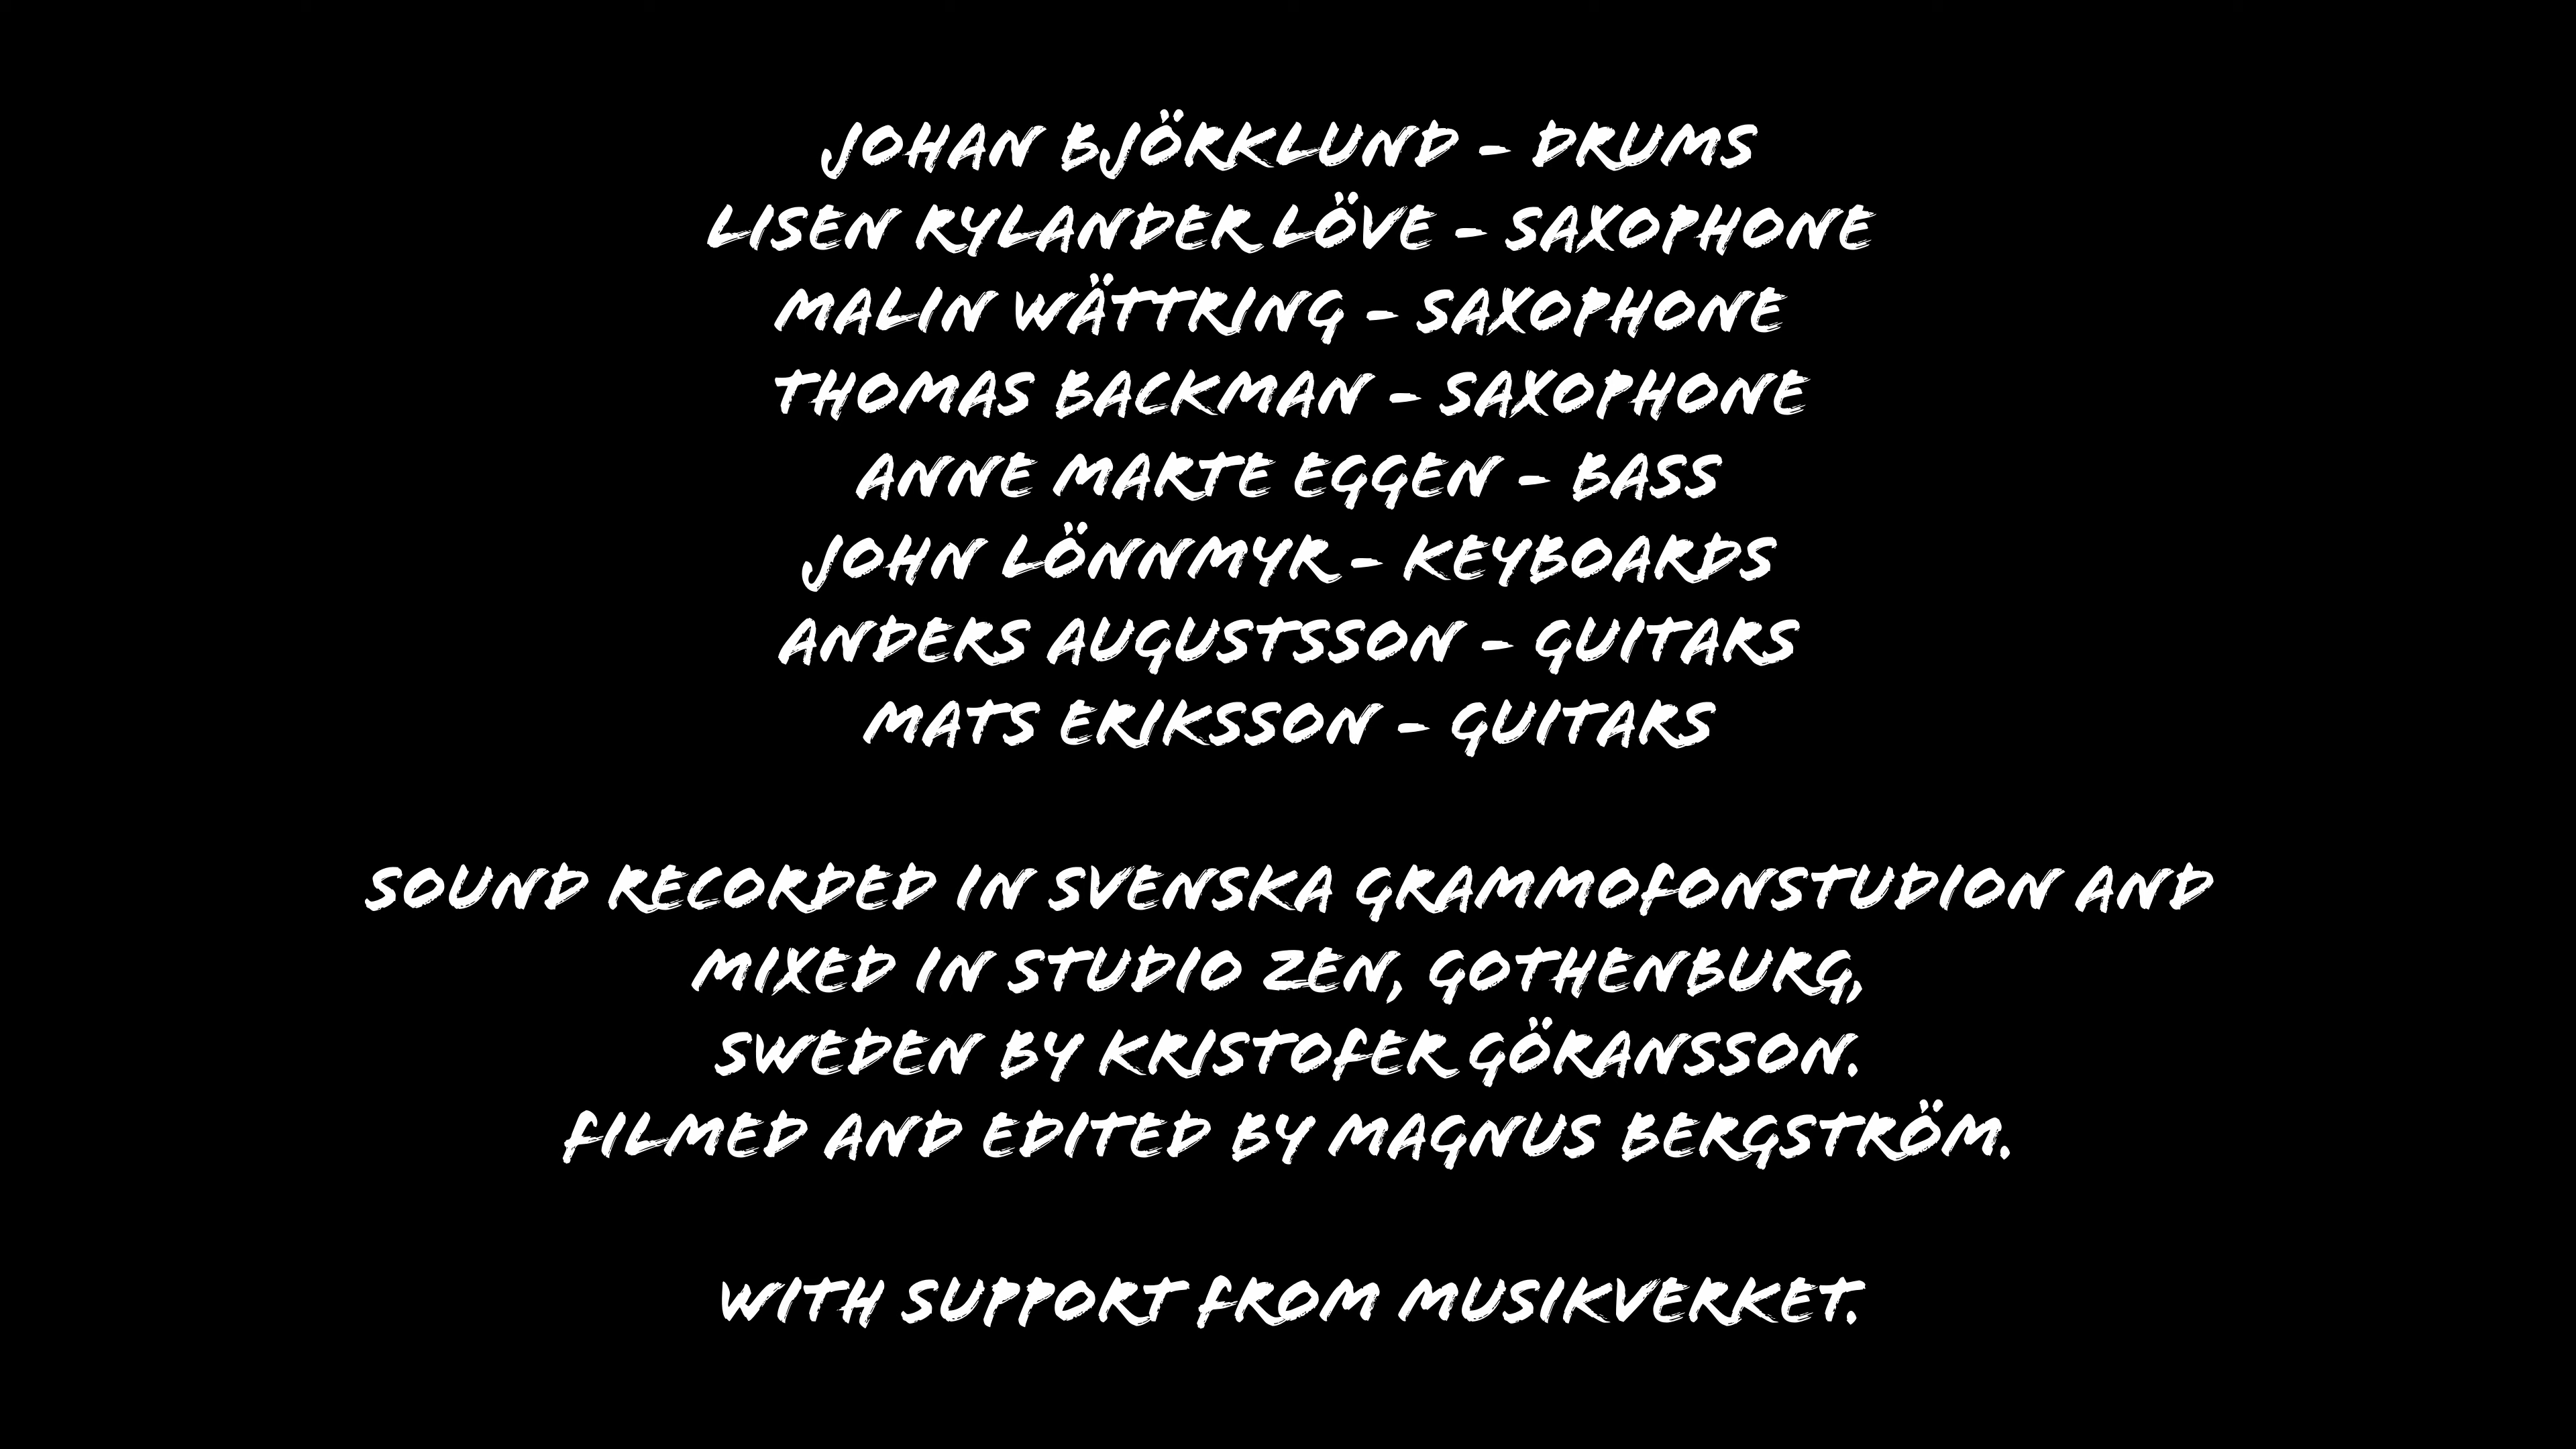 JOHAN BJÖRKLUND - DRUMS
LISEN RYLANDER LÖVE - SAXOPHONE
MALIN WÄTTRING - SAXOPHONE
THOMAS BACKMAN - SAXOPHONE
ANNE MARTE EGGEN - BASS
JOHN LÖNNMYR - KEYBOARDS
ANDERS AUGUSTSSON - GUITARS
MATS ERIKSSON - GUITARS
SOUND RECORDED IN SVENSKA GRAMMOFONSTUDION AND
MIXED IN STUDIO ZEN, GOTHENBURG,
SWEDEN BY KRISTOFER GÖRANSSON.
FILMED AND EDITED BY MAGNUS BERGSTRÖM.
WITH SUPPORT FROM MUSIKVERKET.